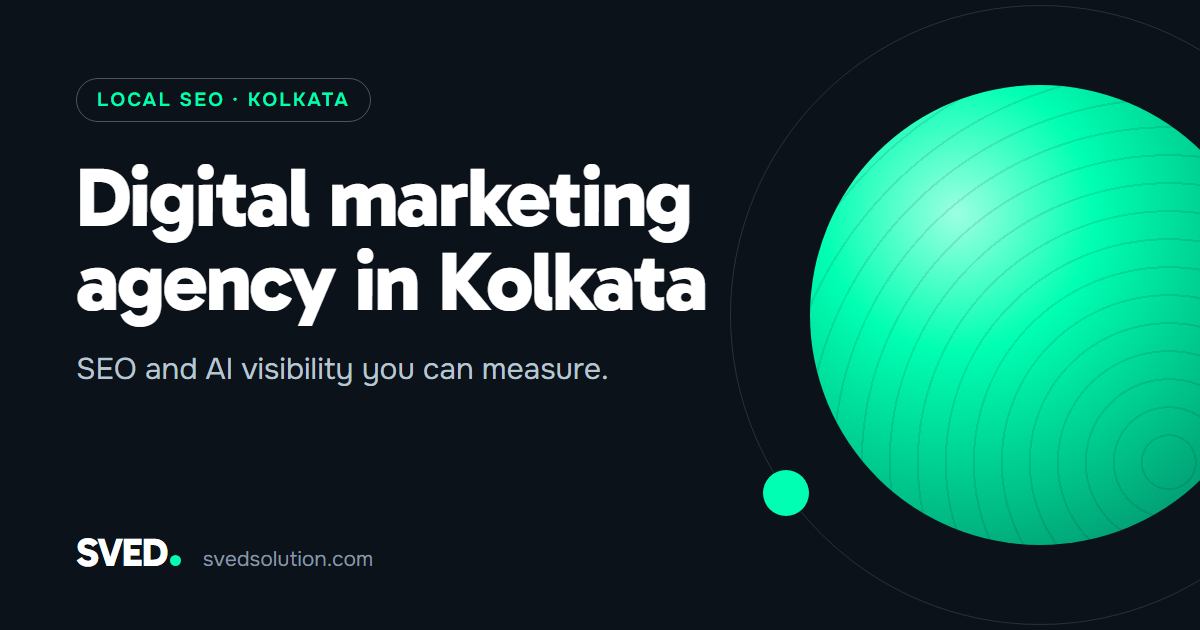 LOCAL SEO · KOLKATA
Digital marketing
agency in Kolkata
SEO and AI visibility you can measure.
SVED. svedsolution.com